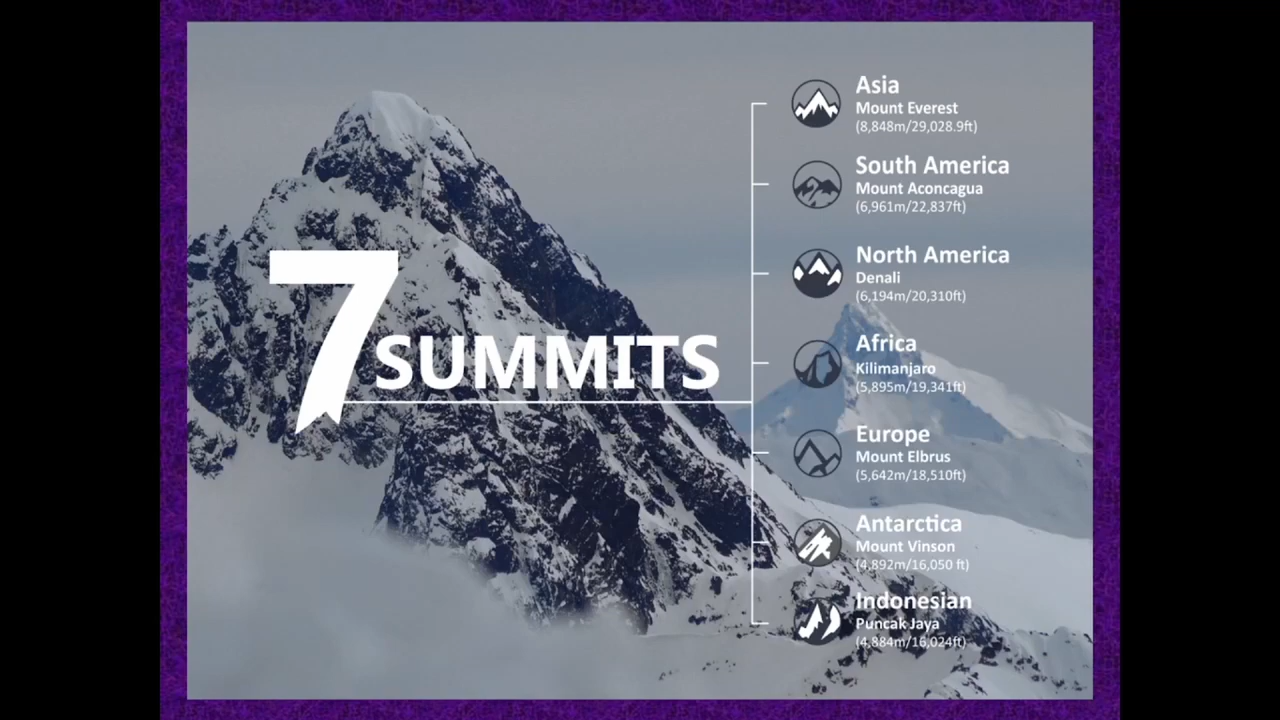 7 SUMMITS
Asia
Mount Everest
(8,848m/29,028.9ft)
South America
Mount Aconcagua
(6,961m/22,837ft)
North America
Denali
(6,194m/20,310ft)
Africa
Kilimanjaro
(5,895m/19,341ft)
Europe
Mount Elbrus
(5,642m/18,510ft)
Antarctica
Mount Vinson
(4,892m/16,050 ft)
Indonesian
Puncak Jaya
(4,884m/16,024ft)